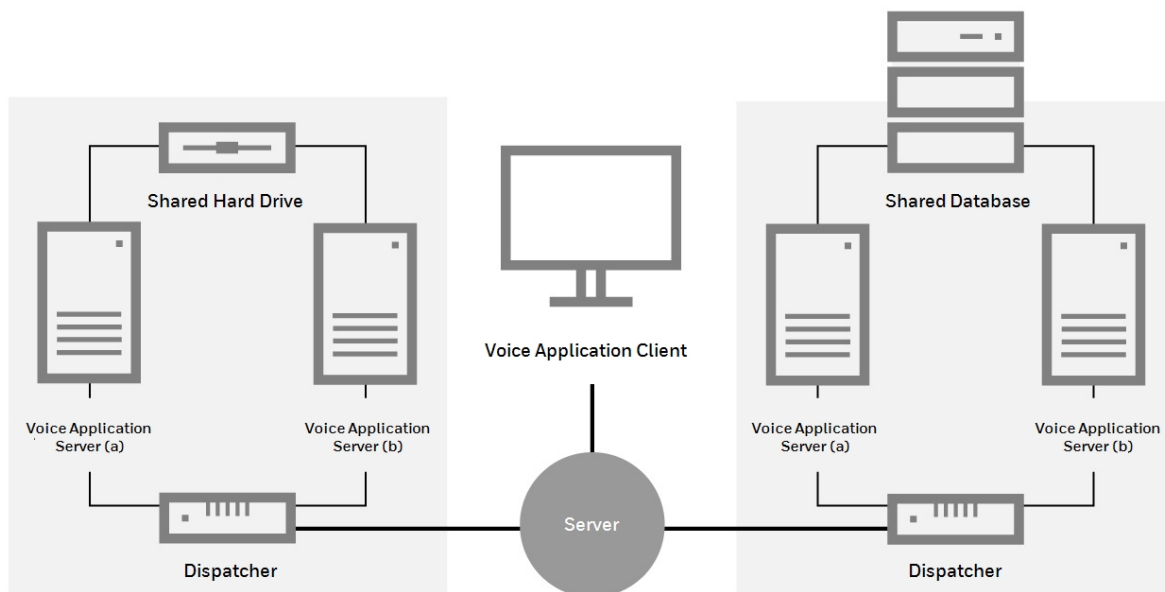 Shared Hard Drive
Shared Database
Voice Application Client
Voice Application
Server (a)
Voice Application
Server (b)
Voice Application
Server (a)
Voice Application
Server (b)
Server
Dispatcher
Dispatcher